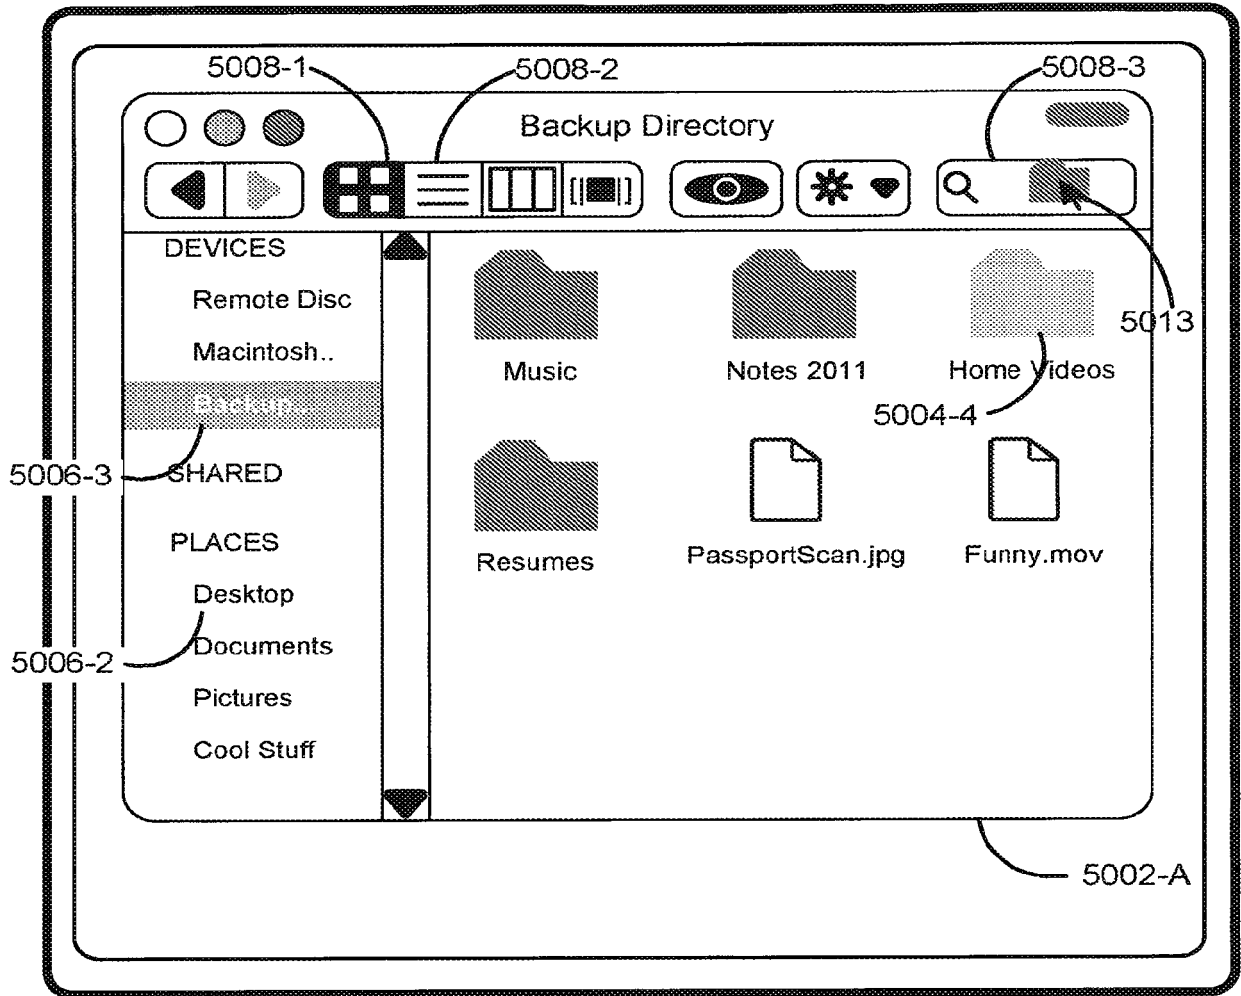 5008-1
5008-2
5008-3
Backup Directory
DEVICES
Remote Disc
Macintosh..
Backup..
SHARED
PLACES
Desktop
Documents
Pictures
Cool Stuff
Music
Notes 2011
Home Videos
5013
5004-4
Resumes
PassportScan.jpg
Funny.mov
5006-3
5006-2
5002-A